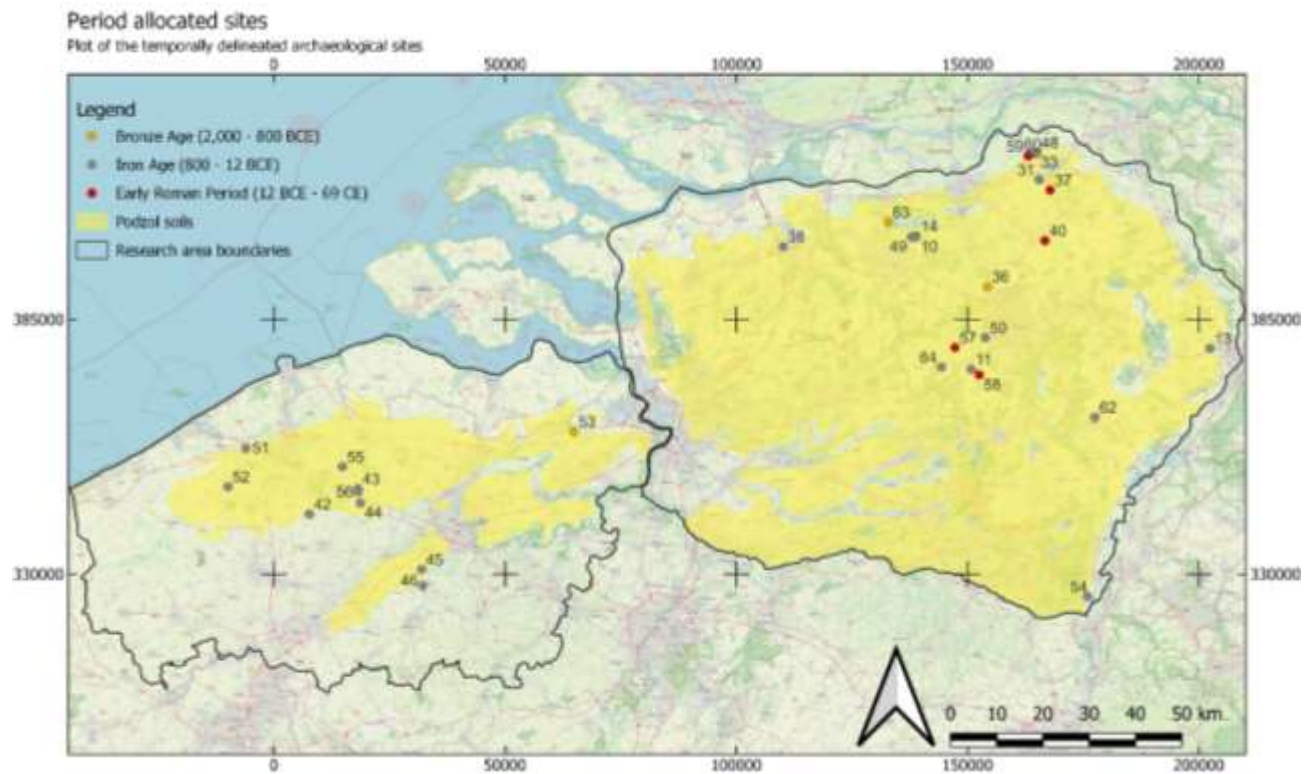 Period allocated sites
Plot of the temporally delineated archaeological sites
0 50000 100000 150000 200000
Legend
Bronze Age (2,000 - 800 BCE)
Iron Age (800 - 12 BCE)
Early Roman Period (12 BCE - 69 CE)
Podzol soils
Research area boundaries
48
33
31
37
63
14
38
49 10
40
36
385000 385000
50
57
13
64 11
58
62
53
51
55
52
43
56
42 44
45
46
330000 330000
54
0 10 20 30 40 50 km
0 50000 100000 150000 200000